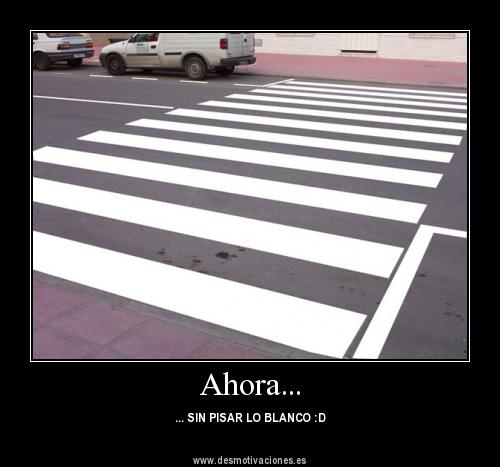 Ahora...
... SIN PISAR LO BLANCO :D
www.desmotivaciones.es